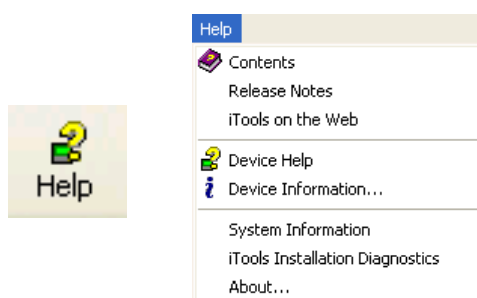 Help
Help
Contents
Release Notes
iTools on the Web
Device Help
Device Information...
System Information
iTools Installation Diagnostics
About...